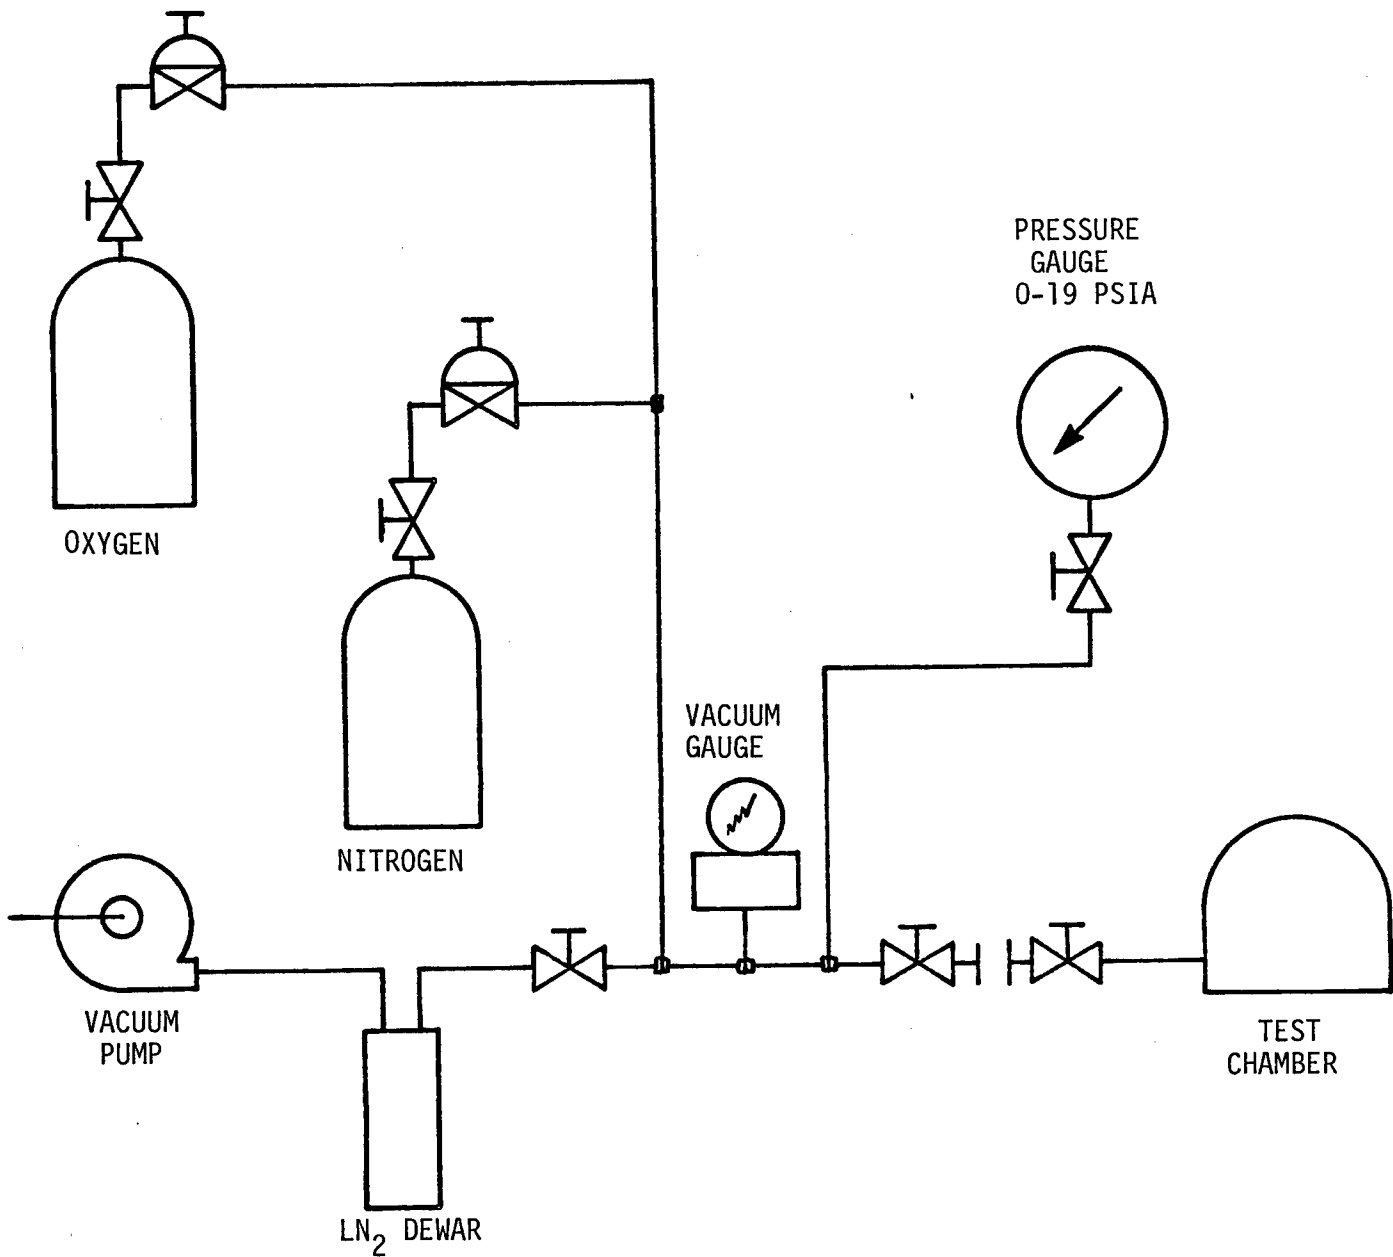 PRESSURE
GAUGE
0-19 PSIA
OXYGEN
VACUUM
GAUGE
NITROGEN
VACUUM
PUMP
TEST
CHAMBER
LN2 DEWAR